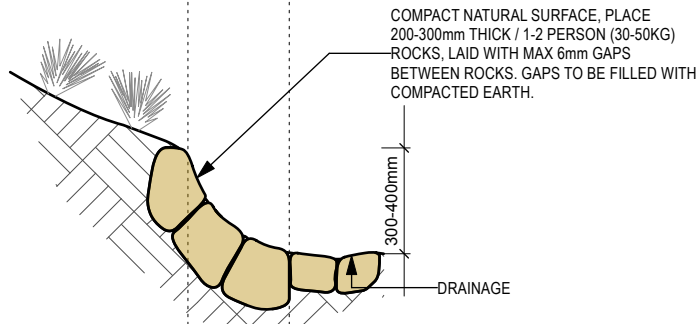 COMPACT NATURAL SURFACE, PLACE
200-300mm THICK / 1-2 PERSON (30-50KG)
ROCKS, LAID WITH MAX 6mm GAPS
BETWEEN ROCKS. GAPS TO BE FILLED WITH
COMPACTED EARTH.
300-400mm
DRAINAGE